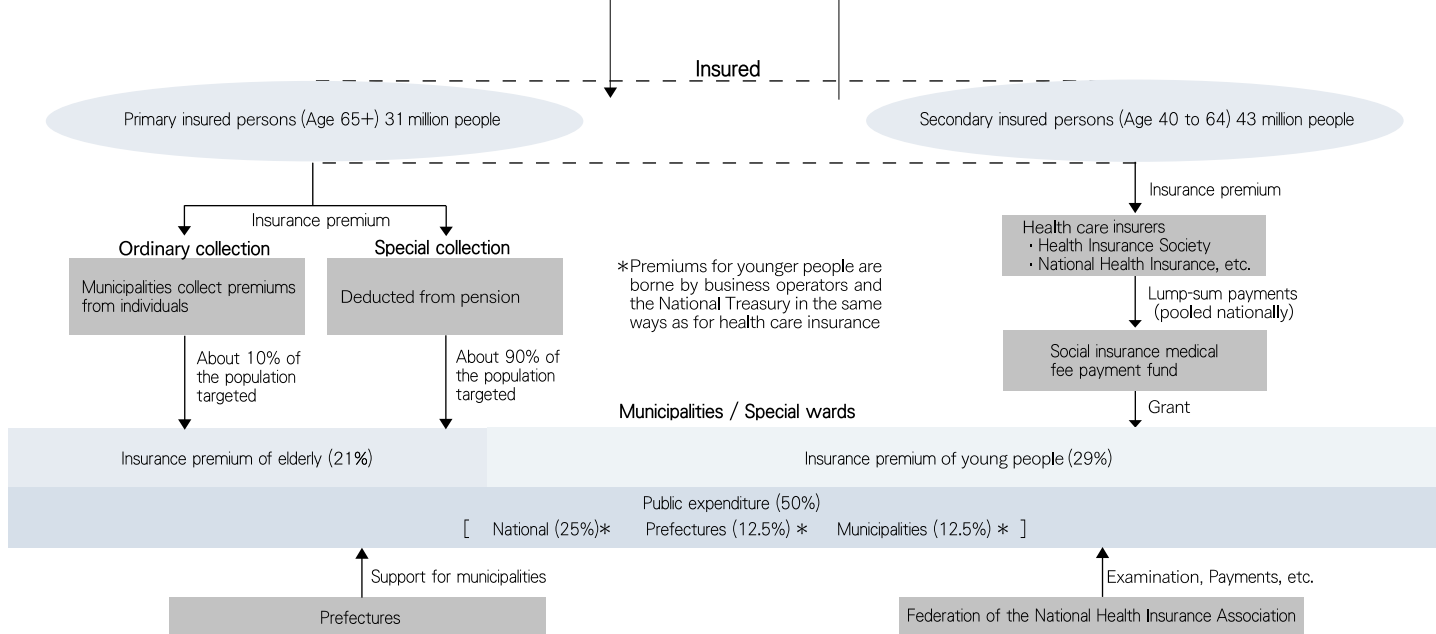 Insured
Primary insured persons (Age 65+) 31 million people
Secondary insured persons (Age 40 to 64) 43 million people
Insurance premium
Ordinary collection
Special collection
Municipalities collect premiums
from individuals
Deducted from pension
About 10% of
the population
targeted
About 90% of
the population
targeted
*Premiums for younger people are
borne by business operators and
the National Treasury in the same
ways as for health care insurance
Insurance premium
Health care insurers
・Health Insurance Society
・National Health Insurance, etc.
Lump-sum payments
(pooled nationally)
Social insurance medical
fee payment fund
Grant
Municipalities / Special wards
Insurance premium of elderly (21%)
Insurance premium of young people (29%)
Public expenditure (50%)
[ National (25%)* Prefectures (12.5%) * Municipalities (12.5%) * ]
Support for municipalities
Prefectures
Examination, Payments, etc.
Federation of the National Health Insurance Association